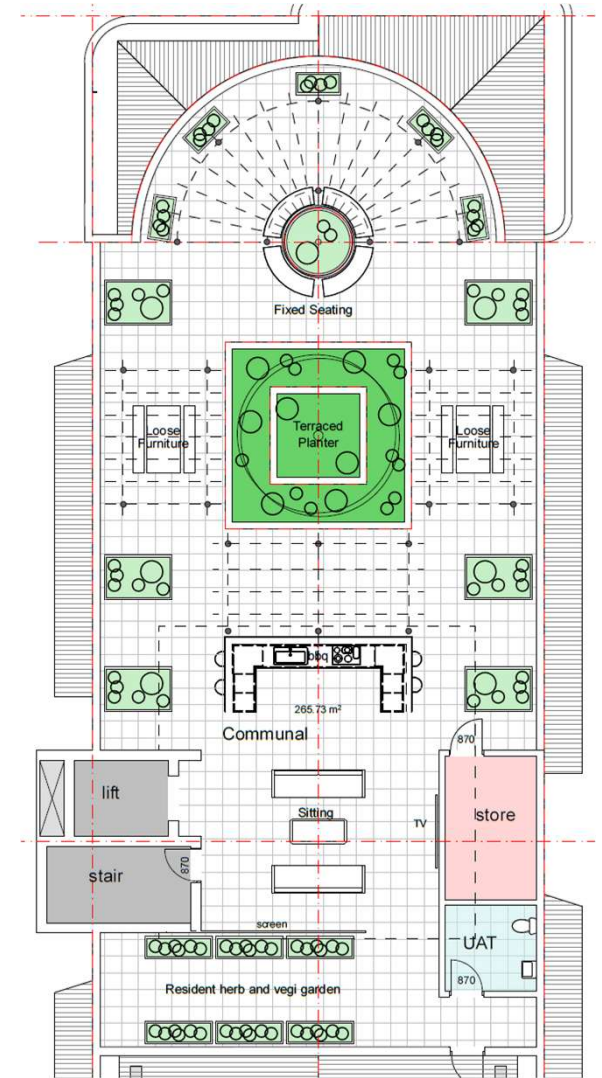 Fixed Seating
Terraced
Planter
Loose
Furniture
Loose
Furniture
bbq
265.73 m²
Communal
870
lift
Sitting
TV
store
stair
870
screen
UAT
870
Resident herb and vegi garden